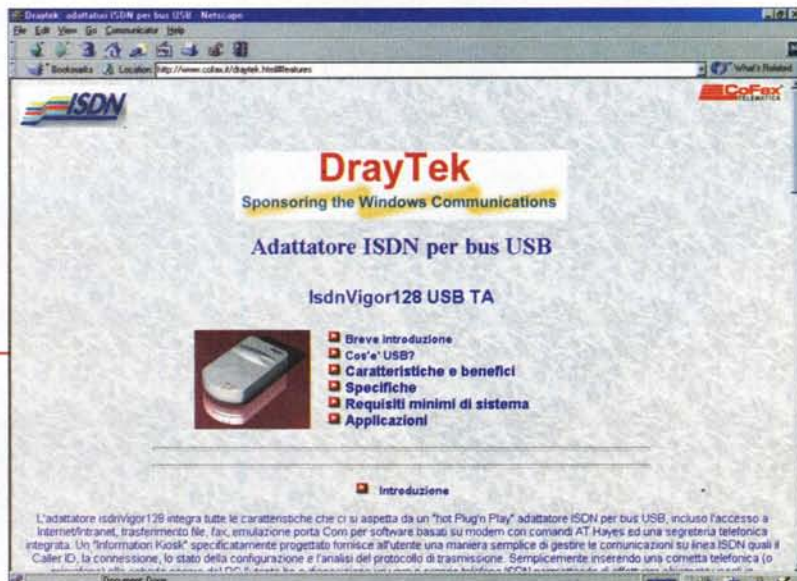 Draytek: adattatori ISDN per bus USB - Netscape
File Edit View Go Communicator Help
Bookmarks Location: http://www.cofax.it/draytek.html#features What's Related
ISDN
CoFax
TELEMATICA
DrayTek
Sponsoring the Windows Communications
Adattatore ISDN per bus USB
IsdnVigor128 USB TA
Breve introduzione
Cos'e' USB?
Caratteristiche e benefici
Specifiche
Requisiti minimi di sistema
Applicazioni
Introduzione
L'adattatore isdnVigor128 integra tutte le caratteristiche che ci si aspetta da un "hot Plug'n Play" adattatore ISDN per bus USB, incluso l'accesso a
Internet/Intranet, trasferimento file, fax, emulazione porta Com per software basati su modem con comandi AT Hayes ed una segreteria telefonica
integrata. Un "Information Kiosk" specificatamente progettato fornisce all'utente una maniera semplice di gestire le comunicazioni su linea ISDN quali il
Caller ID, la connessione, lo stato della configurazione e l'analisi del protocollo di trasmissione. Semplicemente inserendo una cornetta telefonica (o
Document: Done